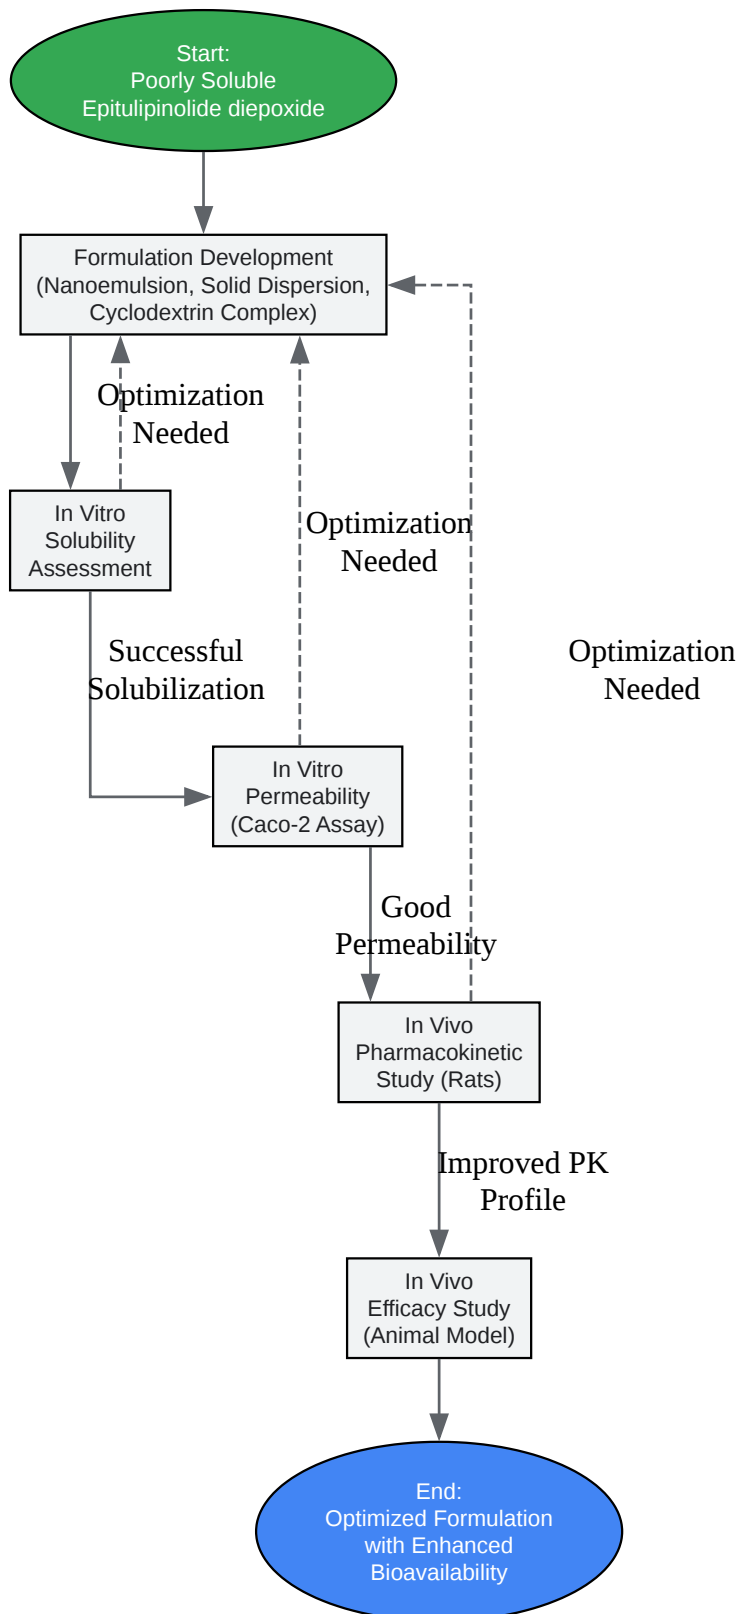 Start:
Poorly Soluble
Epitulipinolide diepoxide
Formulation Development
(Nanoemulsion, Solid Dispersion,
Cyclodextrin Complex)
Optimization
Needed
In Vitro
Solubility
Assessment
Optimization
Needed
Successful
Solubilization
Optimization
Needed
In Vitro
Permeability
(Caco-2 Assay)
Good
Permeability
In Vivo
Pharmacokinetic
Study (Rats)
Improved PK
Profile
In Vivo
Efficacy Study
(Animal Model)
End:
Optimized Formulation
with Enhanced
Bioavailability